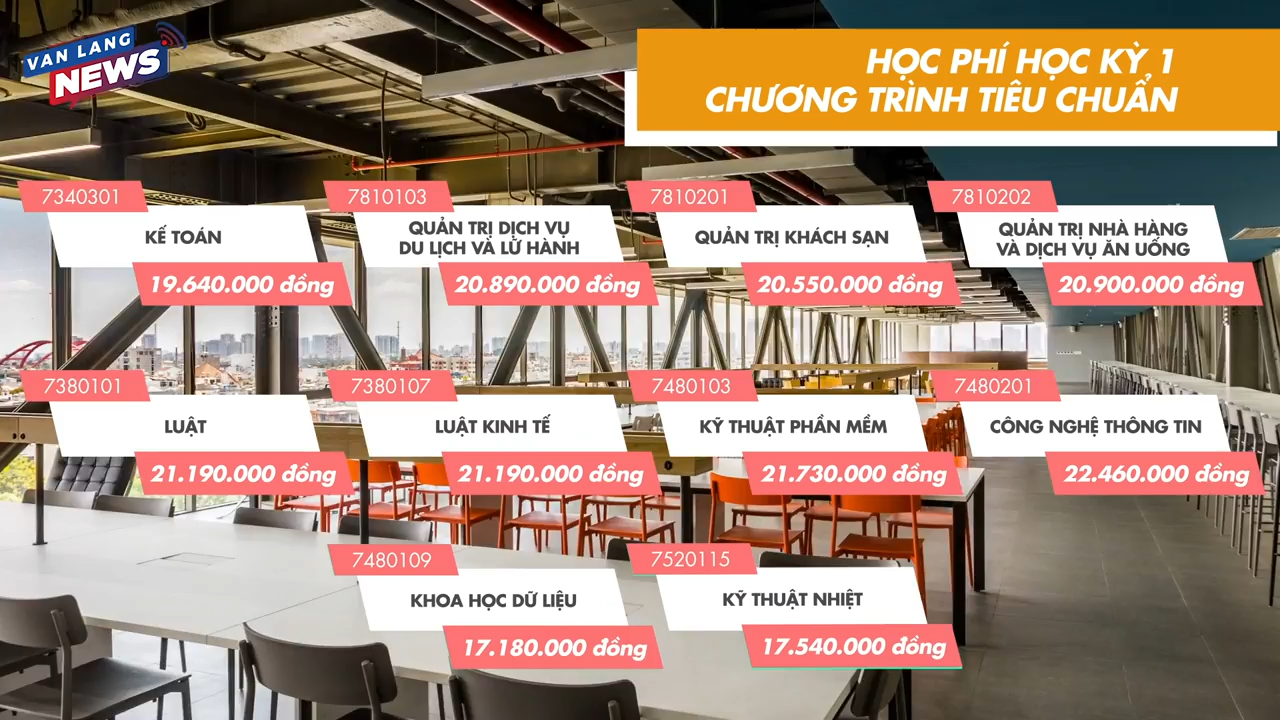 VAN LANG
NEWS
HỌC PHÍ HỌC KỲ 1
CHƯƠNG TRÌNH TIÊU CHUẨN
7340301
KẾ TOÁN
19.640.000 đồng
7810103
QUẢN TRỊ DỊCH VỤ
DU LỊCH VÀ LỮ HÀNH
20.890.000 đồng
7810201
QUẢN TRỊ KHÁCH SẠN
20.550.000 đồng
7810202
QUẢN TRỊ NHÀ HÀNG
VÀ DỊCH VỤ ĂN UỐNG
20.900.000 đồng
7380101
LUẬT
21.190.000 đồng
7380107
LUẬT KINH TẾ
21.190.000 đồng
7480103
KỸ THUẬT PHẦN MỀM
21.730.000 đồng
7480201
CÔNG NGHỆ THÔNG TIN
22.460.000 đồng
7480109
KHOA HỌC DỮ LIỆU
17.180.000 đồng
7520115
KỸ THUẬT NHIỆT
17.540.000 đồng